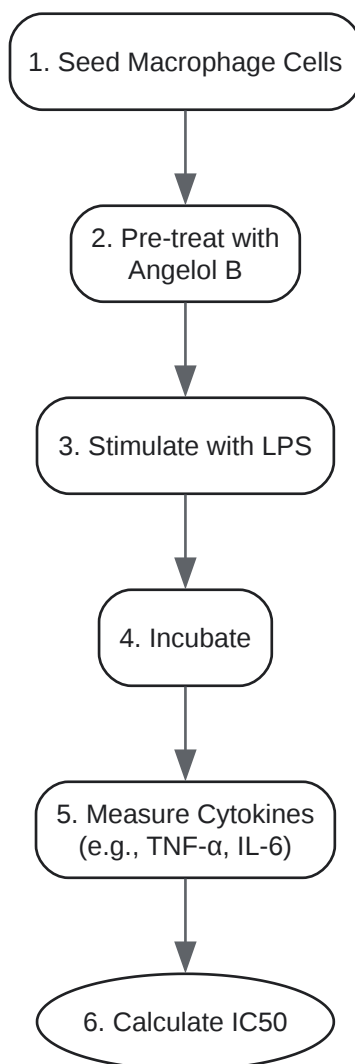 1. Seed Macrophage Cells
2. Pre-treat with
Angelol B
3. Stimulate with LPS
4. Incubate
5. Measure Cytokines
(e.g., TNF-α, IL-6)
6. Calculate IC50